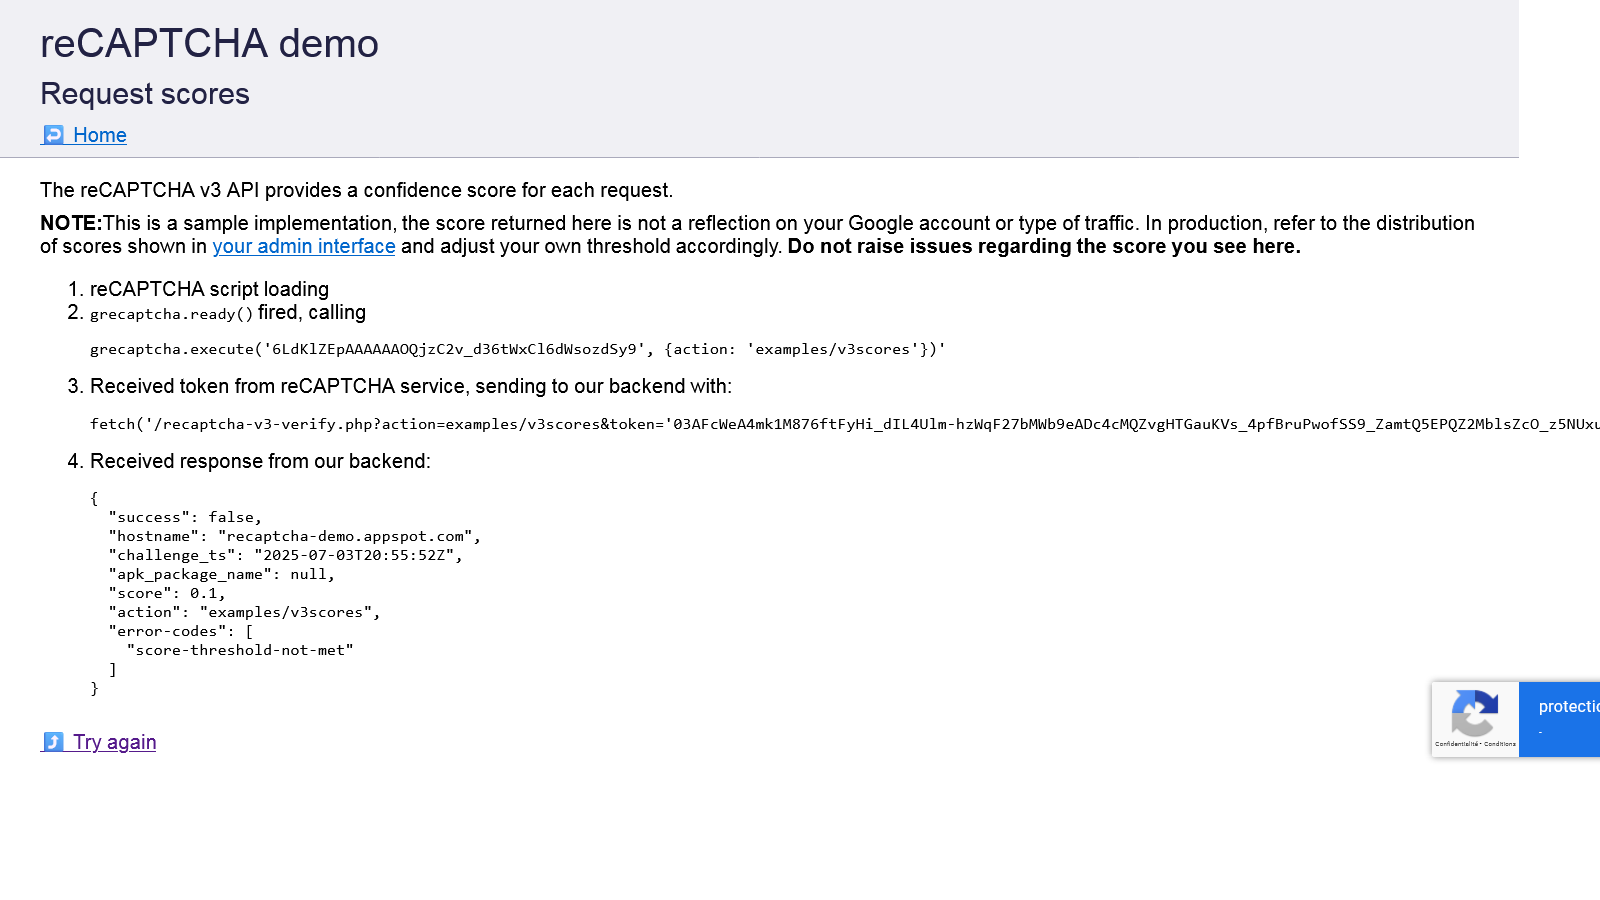 reCAPTCHA demo
Request scores
Home
The reCAPTCHA v3 API provides a confidence score for each request.
NOTE:This is a sample implementation, the score returned here is not a reflection on your Google account or type of traffic. In production, refer to the distribution
of scores shown in your admin interface and adjust your own threshold accordingly. Do not raise issues regarding the score you see here.
1. reCAPTCHA script loading
2. grecaptcha.ready() fired, calling
grecaptcha.execute('6LdKlZEpAAAAAAOQjzC2v_d36tWxCl6dWsozdSy9', {action: 'examples/v3scores'})'
3. Received token from reCAPTCHA service, sending to our backend with:
fetch('/recaptcha-v3-verify.php?action=examples/v3scores&token='03AFcWeA4mk1M876ftFyHi_dIL4Ulm-hzWqF27bMWb9eADc4cMQZvgHTGauKVs_4pfBruPwofSS9_ZamtQ5EPQZ2MblsZcO_z5NUxu
4. Received response from our backend:
{
"success": false,
"hostname": "recaptcha-demo.appspot.com",
"challenge_ts": "2025-07-03T20:55:52Z",
"apk_package_name": null,
"score": 0.1,
"action": "examples/v3scores",
"error-codes": [
"score-threshold-not-met"
]
}
Try again
protectio
-
Confidentialité • Conditions